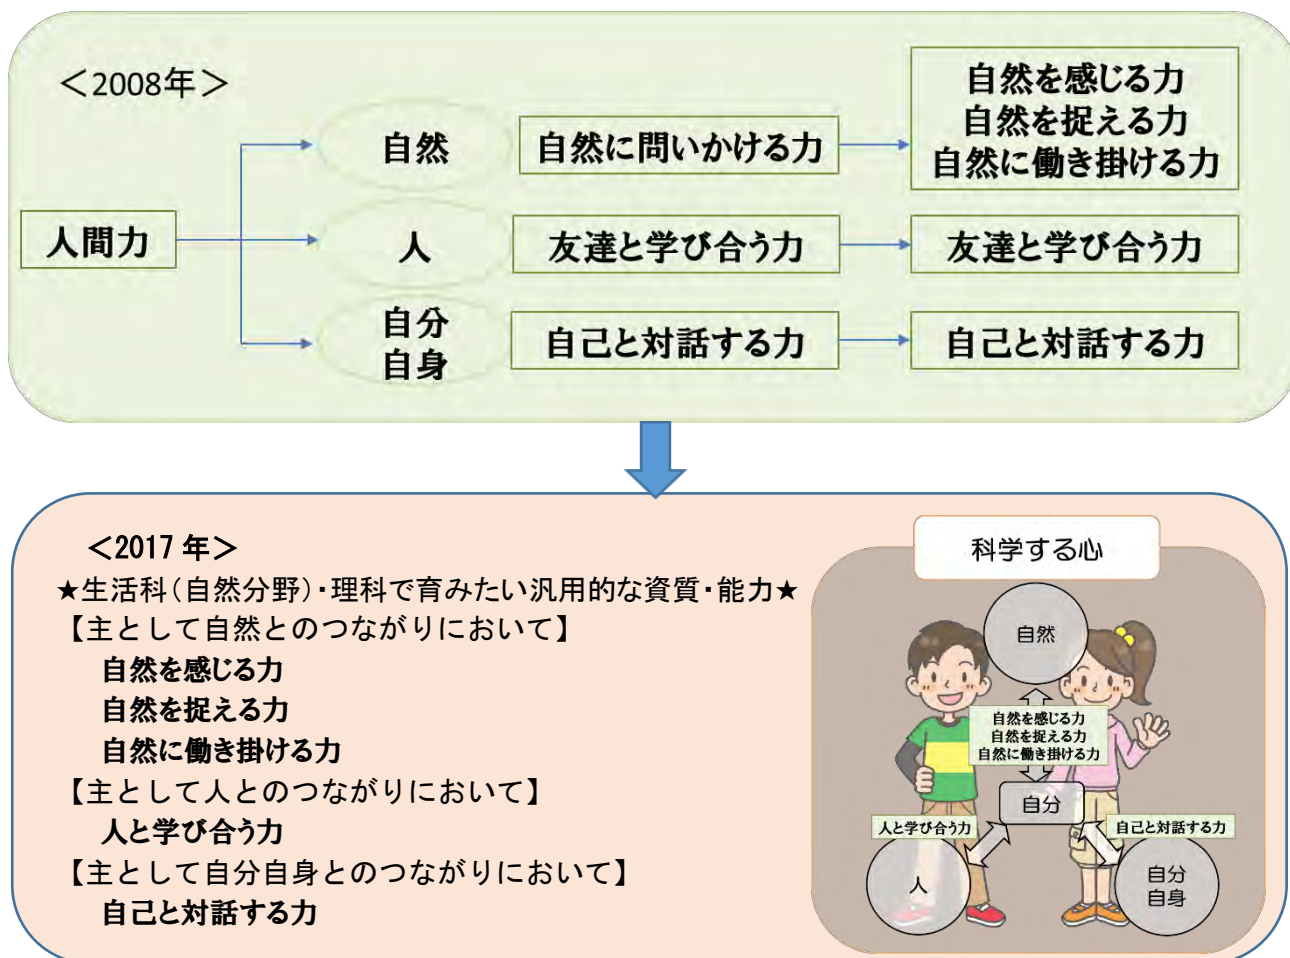 ＜2008年＞
人間力
自然
自然に問いかける力
自然を感じる力
自然を捉える力
自然に働き掛ける力
人
友達と学び合う力
友達と学び合う力
自分
自身
自己と対話する力
自己と対話する力
＜2017 年＞
★生活科（自然分野）・理科で育みたい汎用的な資質・能力★
【主として自然とのつながりにおいて】
自然を感じる力
自然を捉える力
自然に働き掛ける力
【主として人とのつながりにおいて】
人と学び合う力
【主として自分自身とのつながりにおいて】
自己と対話する力
科学する心
自然
自然を感じる力
自然を捉える力
自然に働き掛ける力
自分
人と学び合う力
自己と対話する力
人
自分
自身